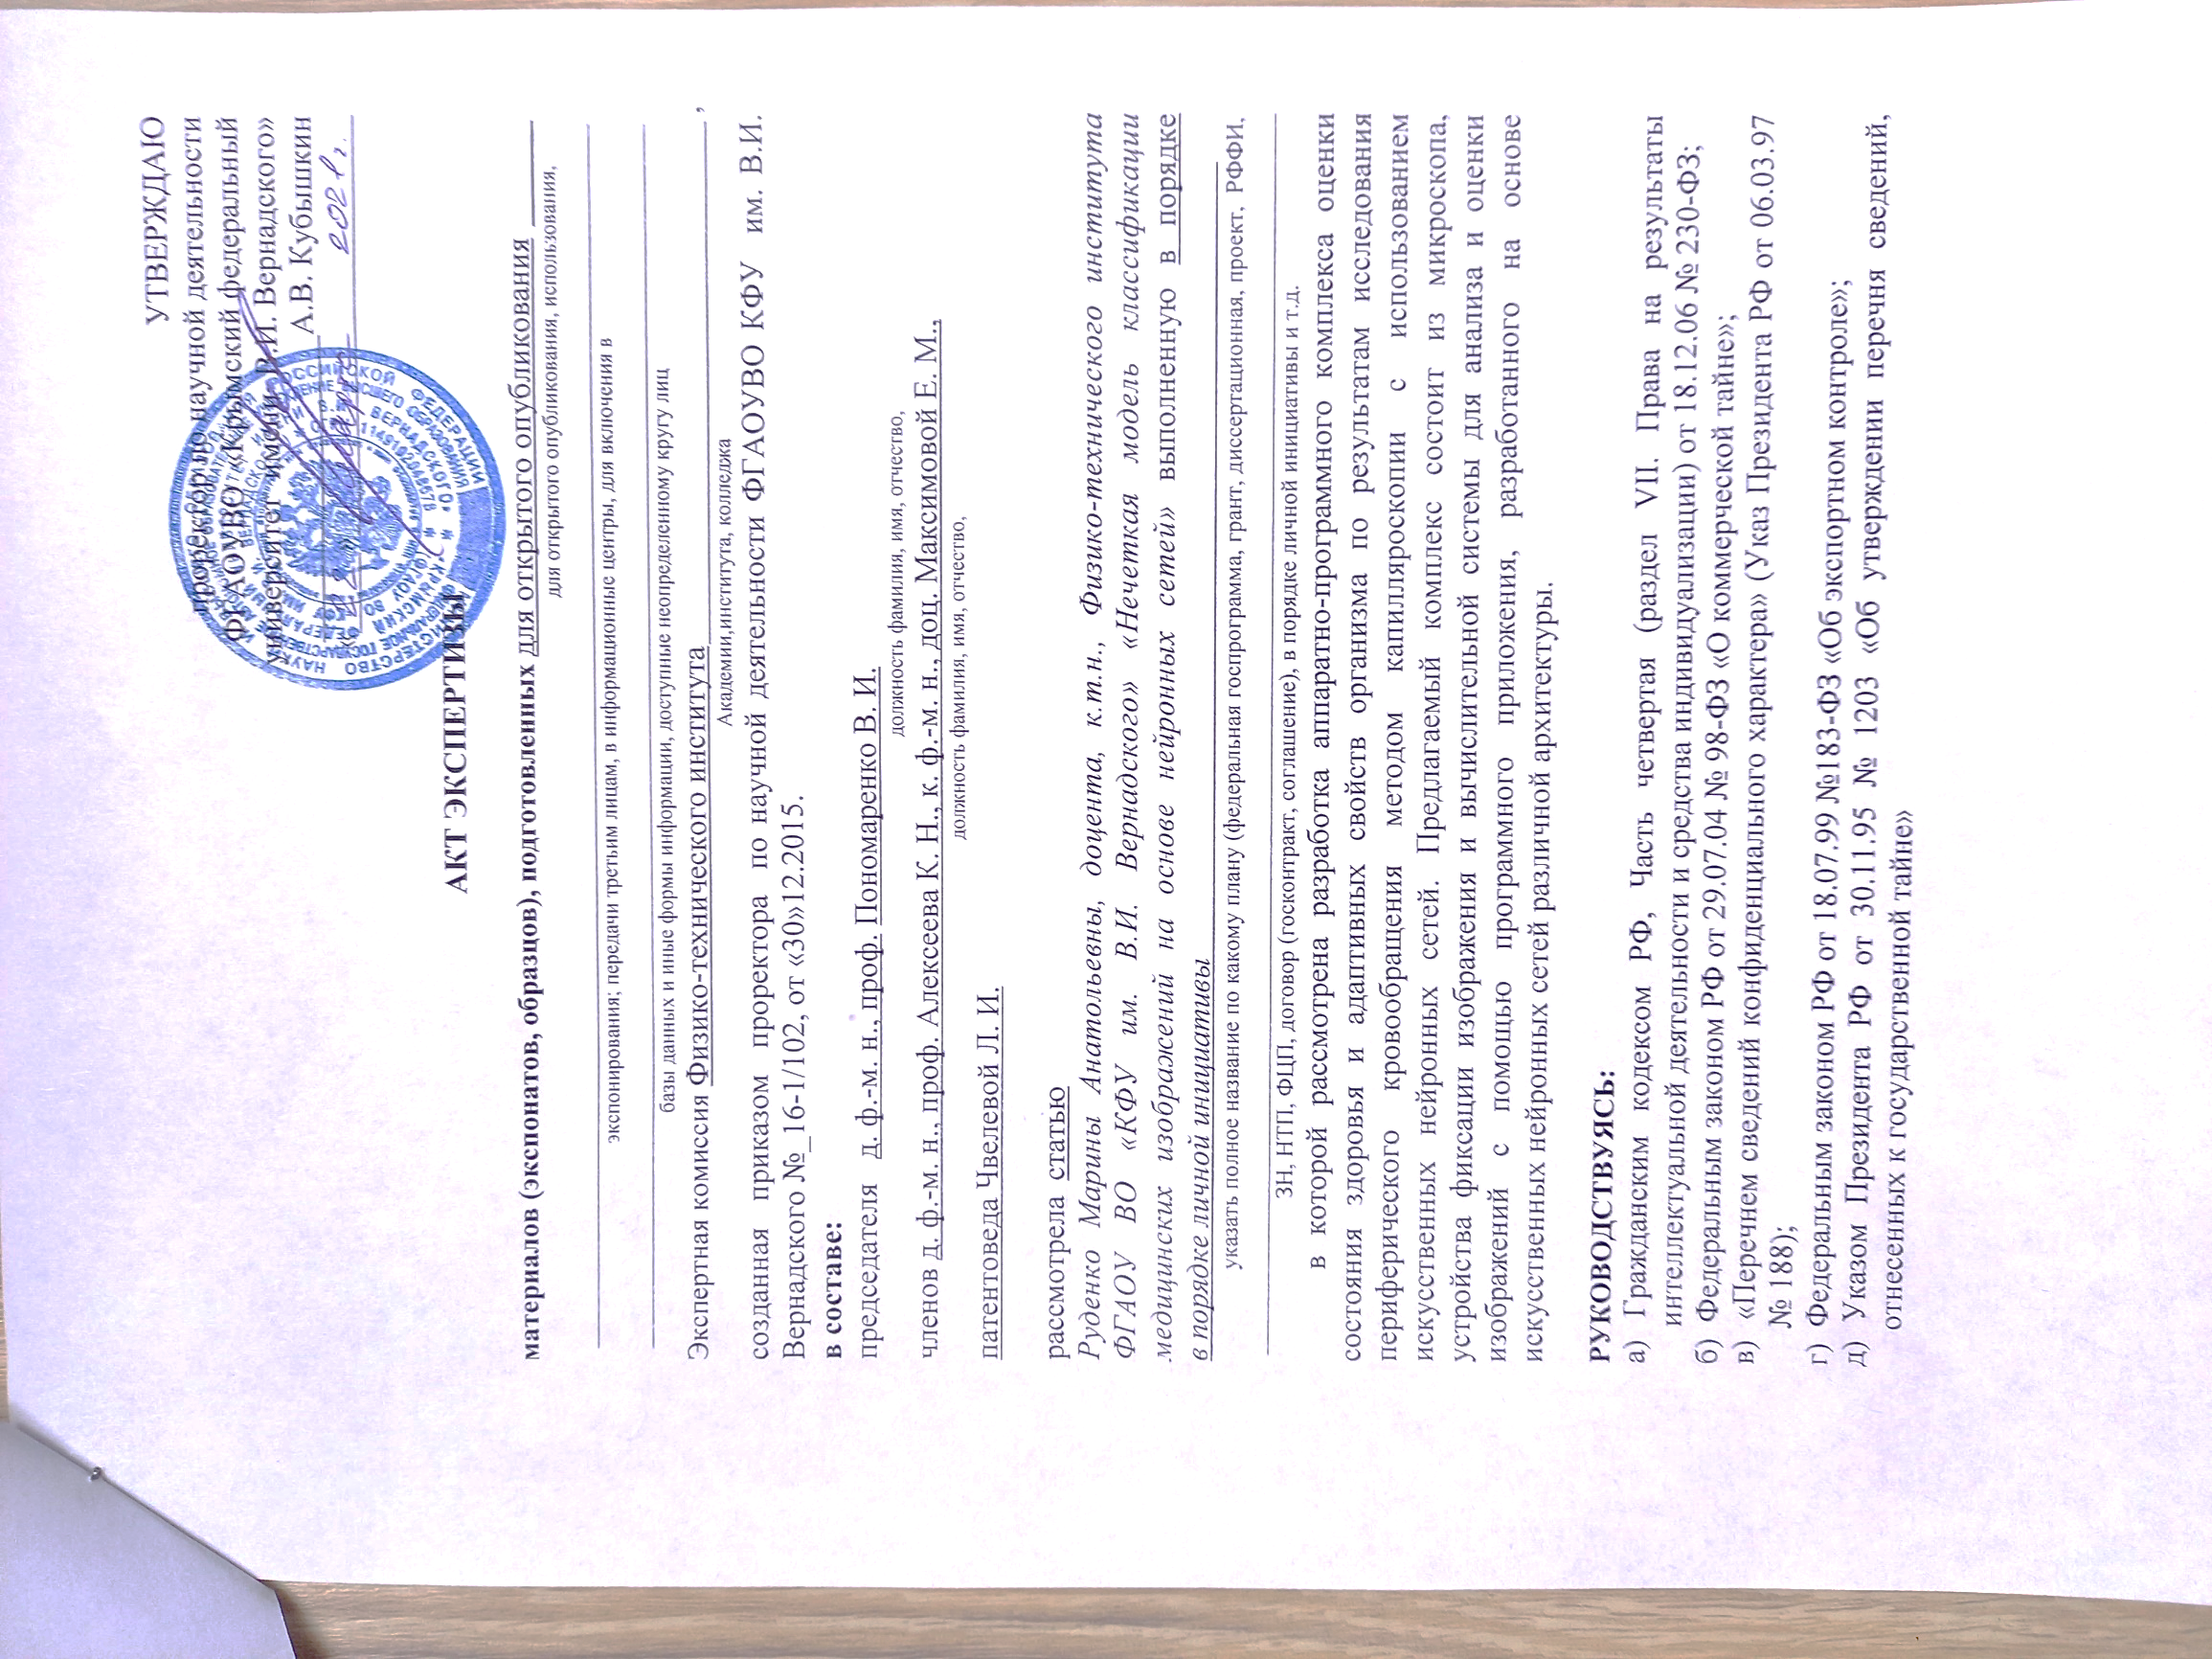 УТВЕРЖДАЮ
проректор по научной деятельности
ФГАОУВО «Крымский федеральный
университет имени В.И. Вернадского»
А.В. Кубышкин
2021 г.
АКТ ЭКСПЕРТИЗЫ
материалов (экспонатов, образцов), подготовленных для открытого опубликования
для открытого опубликования, использования,
экспонирования; передачи третьим лицам, в информационные центры, для включения в
базы данных и иные формы информации, доступные неопределенному кругу лиц
Экспертная комиссия Физико-технического института ,
Академии,института, колледжа
созданная приказом проректора по научной деятельности ФГАОУВО КФУ им. В.И.
Вернадского №_16-1/102, от «30»12.2015.
в составе:
председателя д. ф.-м. н., проф. Пономаренко В. И.
должность фамилия, имя, отчество,
членов д. ф.-м. н., проф. Алексеева К. Н., к. ф.-м. н., доц. Максимовой Е. М.,
должность фамилия, имя, отчество,
патентоведа Чвелевой Л. И.
рассмотрела статью
Руденко Марины Анатольевны, доцента, к.т.н., Физико-технического института
ФГАОУ ВО «КФУ им. В.И. Вернадского» «Нечеткая модель классификации
медицинских изображений на основе нейронных сетей» выполненную в порядке
в порядке личной инициативы
указать полное название по какому плану (федеральная госпрограмма, грант, диссертационная, проект, РФФИ,
ЗН, НТП, ФЦП, договор (госконтракт, соглашение), в порядке личной инициативы и т.д.
в которой рассмотрена разработка аппаратно-программного комплекса оценки
состояния здоровья и адаптивных свойств организма по результатам исследования
периферического кровообращения методом капилляроскопии с использованием
искусственных нейронных сетей. Предлагаемый комплекс состоит из микроскопа,
устройства фиксации изображения и вычислительной системы для анализа и оценки
изображений с помощью программного приложения, разработанного на основе
искусственных нейронных сетей различной архитектуры.
РУКОВОДСТВУЯСЬ:
а) Гражданским кодексом РФ, Часть четвертая (раздел VII. Права на результаты
интеллектуальной деятельности и средства индивидуализации) от 18.12.06 № 230-ФЗ;
б) Федеральным законом РФ от 29.07.04 № 98-ФЗ «О коммерческой тайне»;
в) «Перечнем сведений конфиденциального характера» (Указ Президента РФ от 06.03.97
№ 188);
г) Федеральным законом РФ от 18.07.99 №183-ФЗ «Об экспортном контроле»;
д) Указом Президента РФ от 30.11.95 № 1203 «Об утверждении перечня сведений,
отнесенных к государственной тайне»